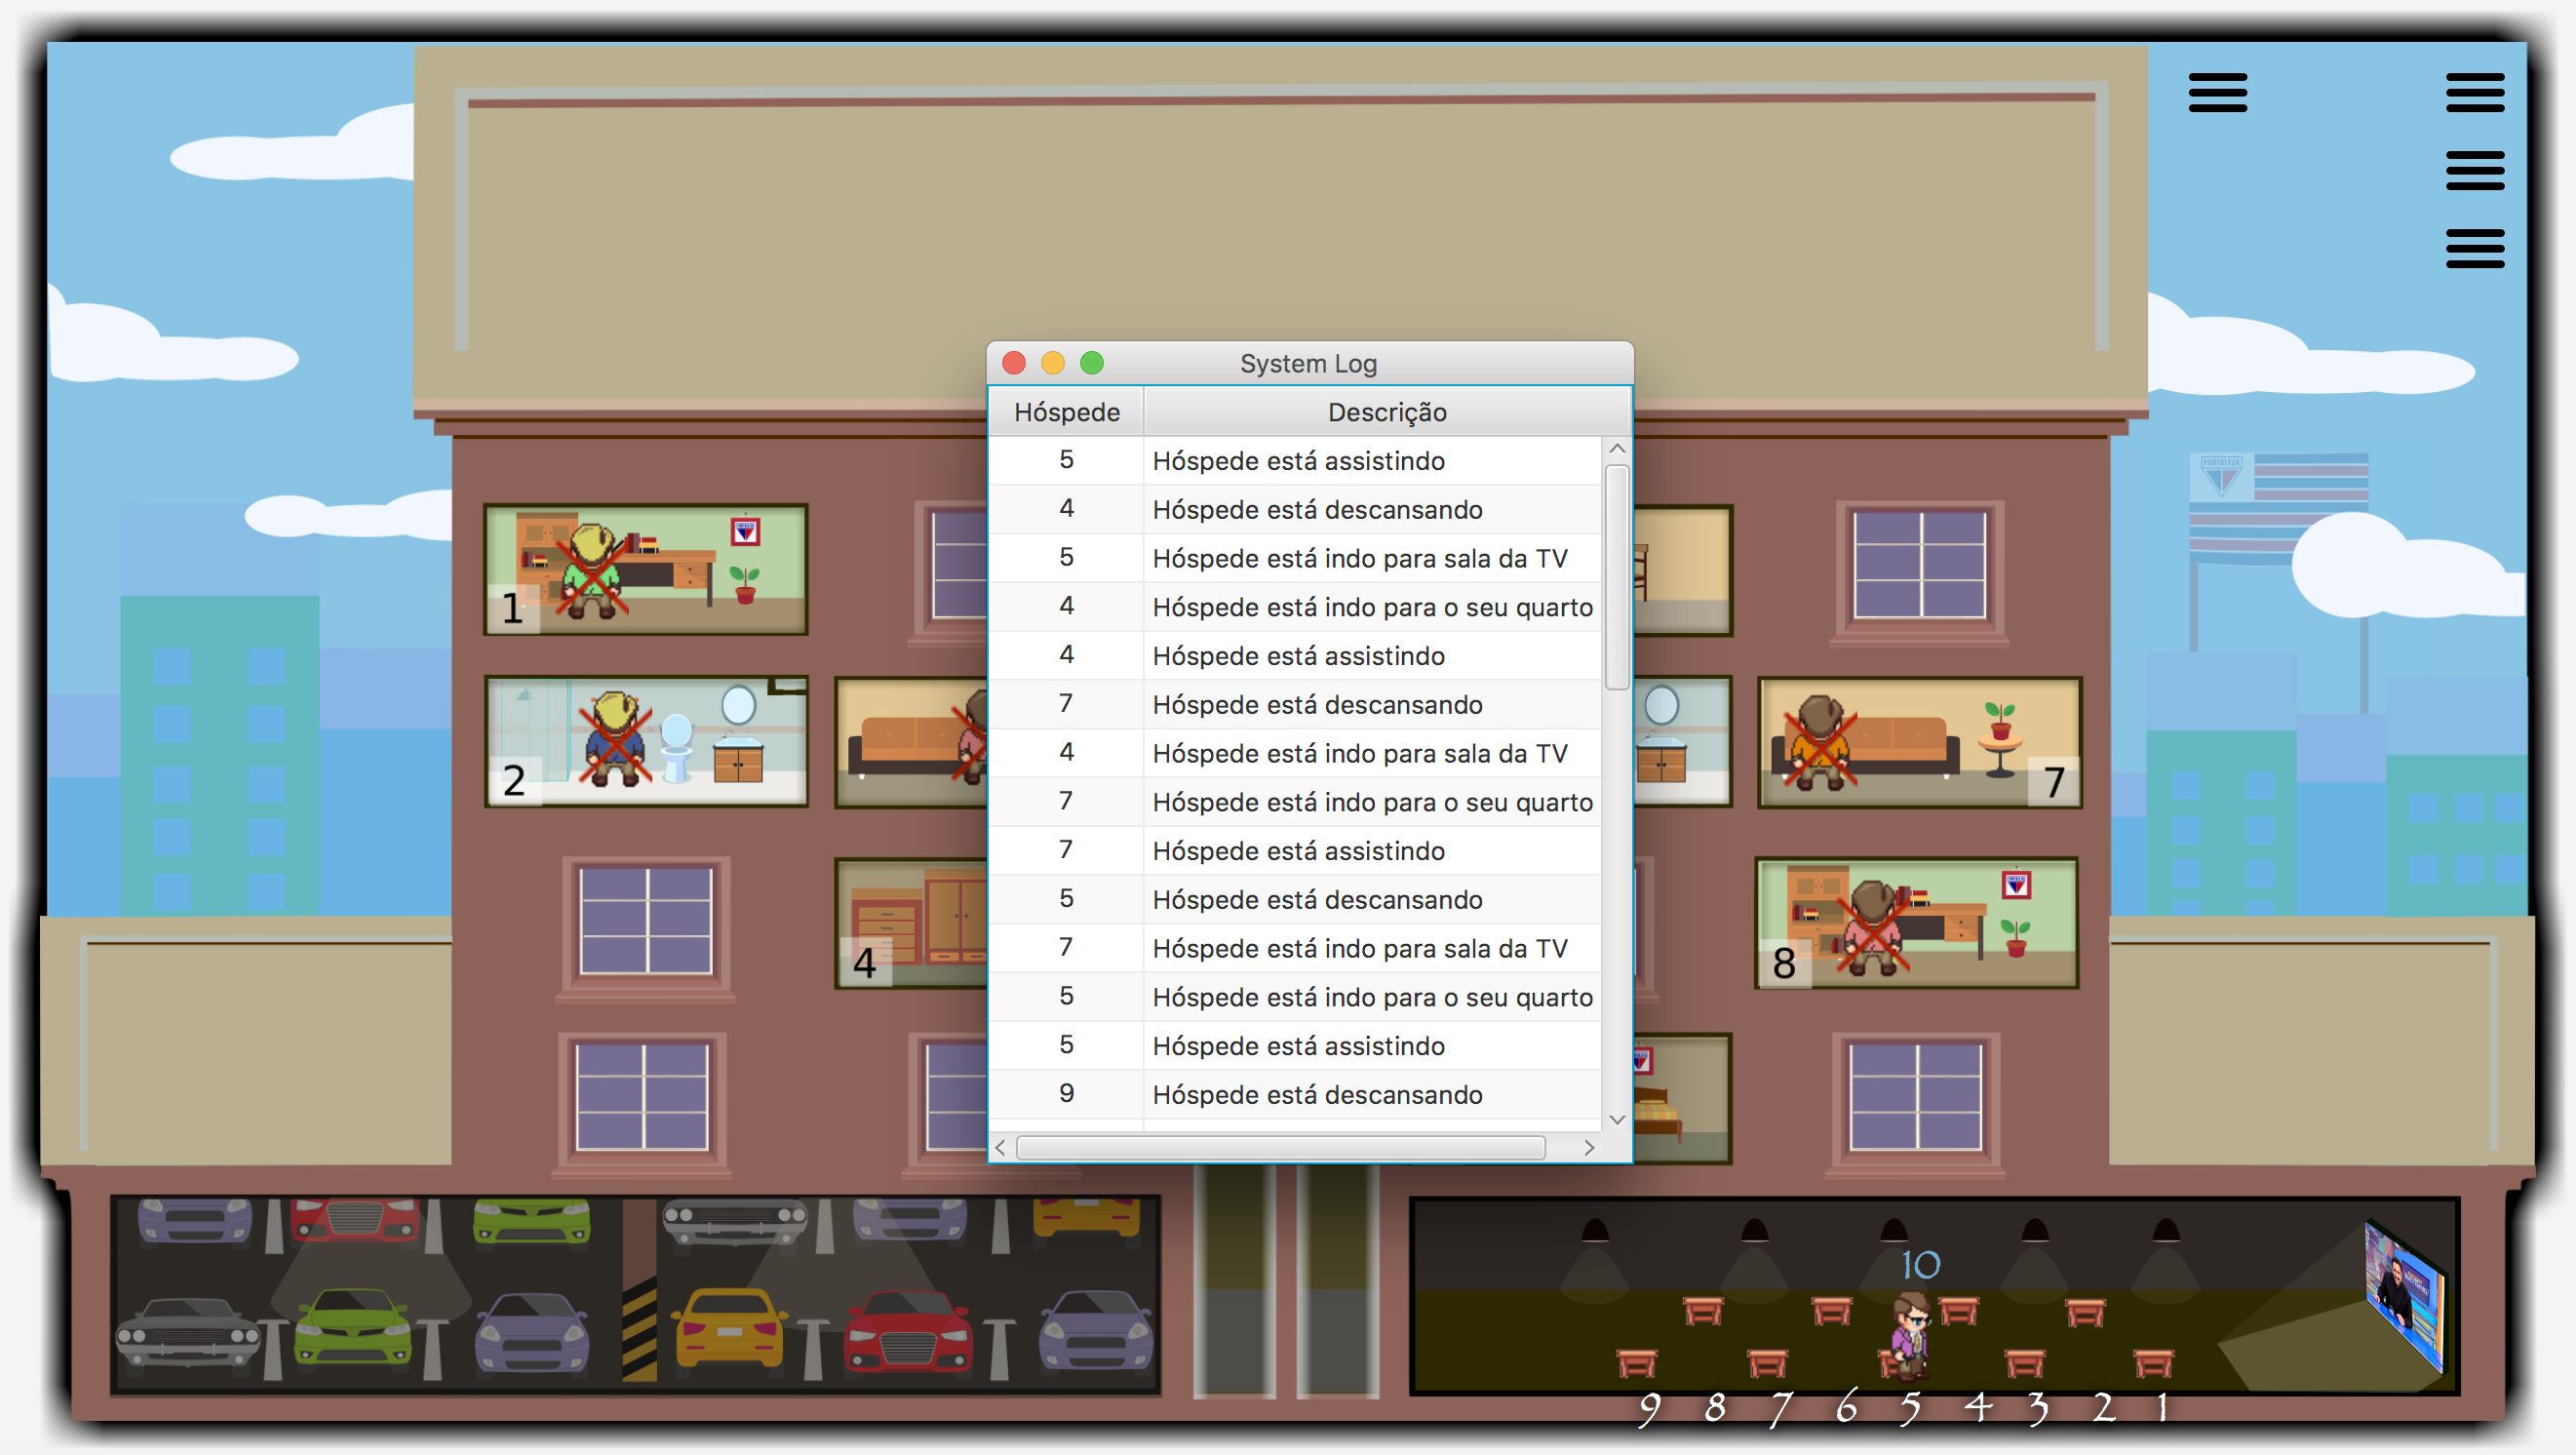 System Log
Hóspede Descrição
5 Hóspede está assistindo
4 Hóspede está descansando
5 Hóspede está indo para sala da TV
4 Hóspede está indo para o seu quarto
4 Hóspede está assistindo
7 Hóspede está descansando
4 Hóspede está indo para sala da TV
7 Hóspede está indo para o seu quarto
7 Hóspede está assistindo
5 Hóspede está descansando
7 Hóspede está indo para sala da TV
5 Hóspede está indo para o seu quarto
5 Hóspede está assistindo
9 Hóspede está descansando
FORTALEZA
1
2
7
4
8
10
9 8 7 6 5 4 3 2 1